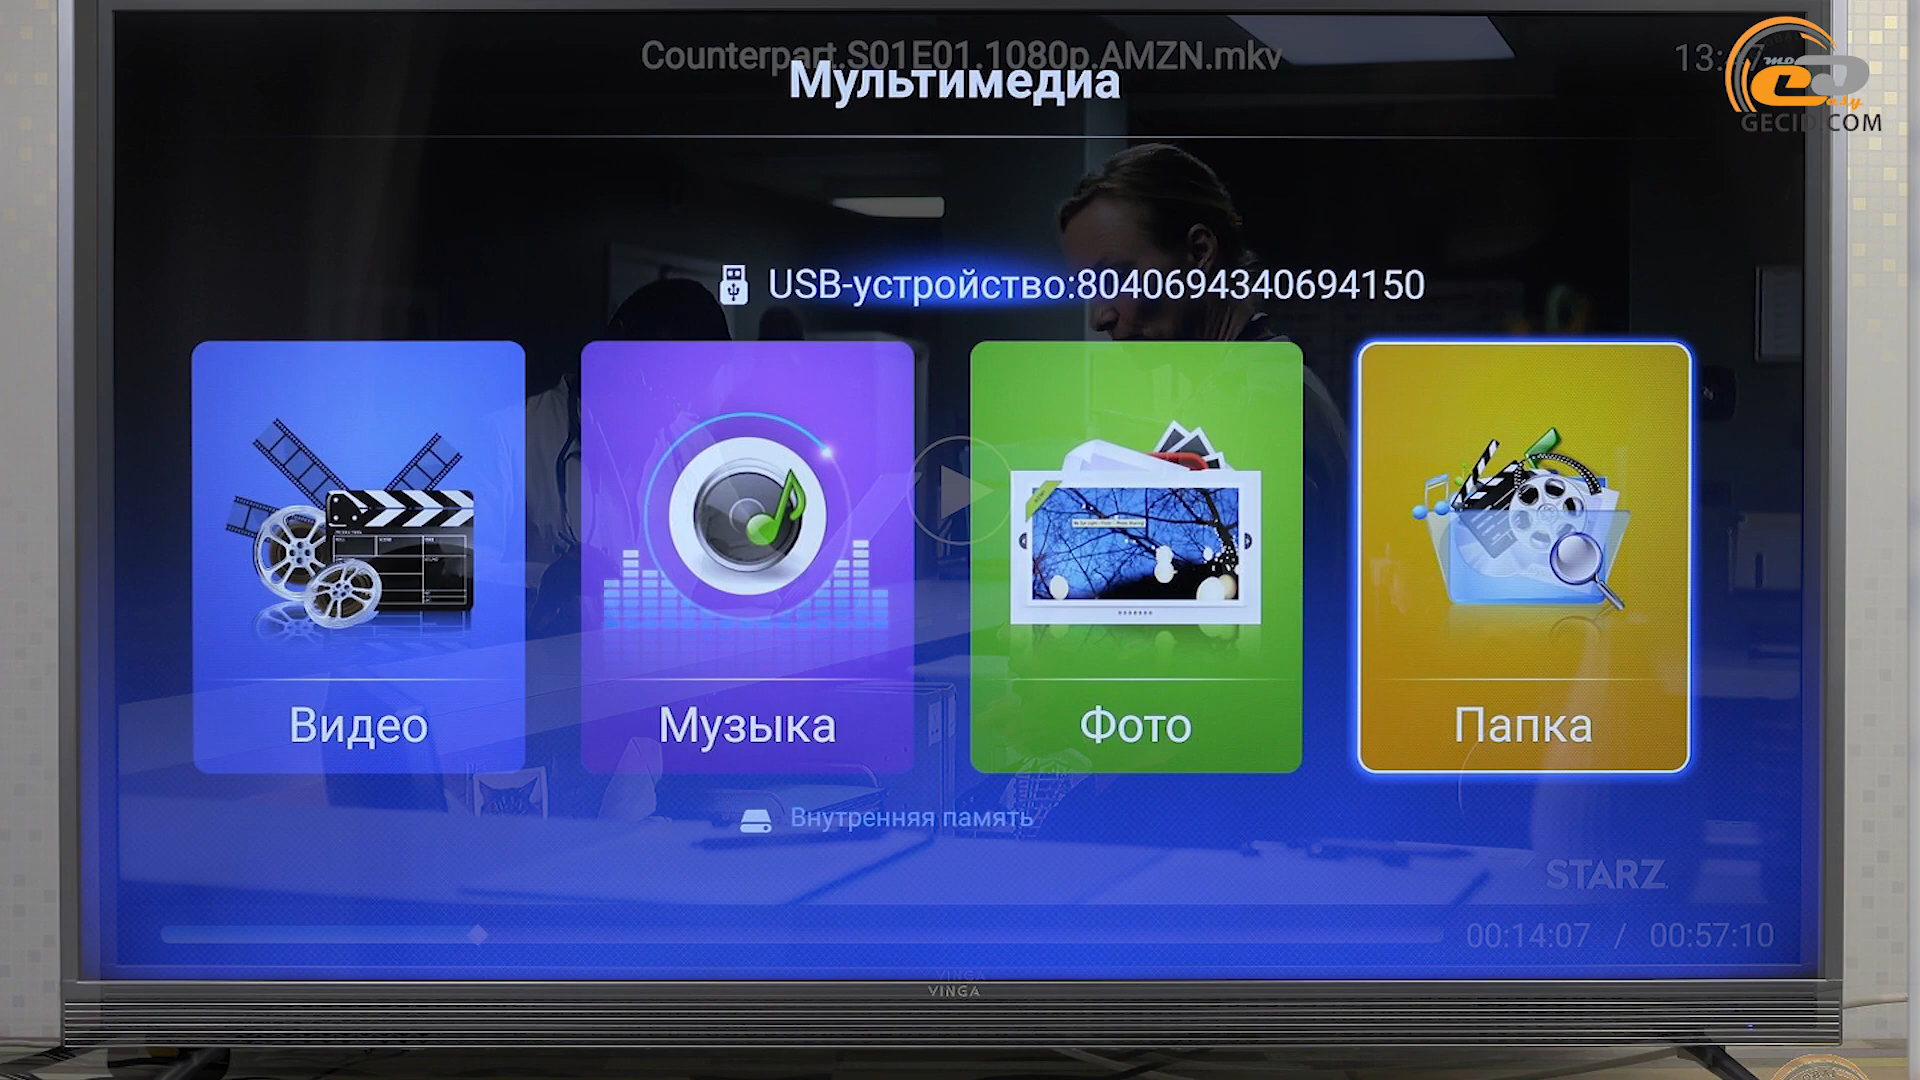 Counterpart.S01E01.1080p.AMZN.mkv
Мультимедиа
GECID.COM
USB-устройство:8040694340694150
Видео
Музыка
Фото
Папка
Внутренняя память
STARZ
00:14:07 / 00:57:10
VINGA
VINGA